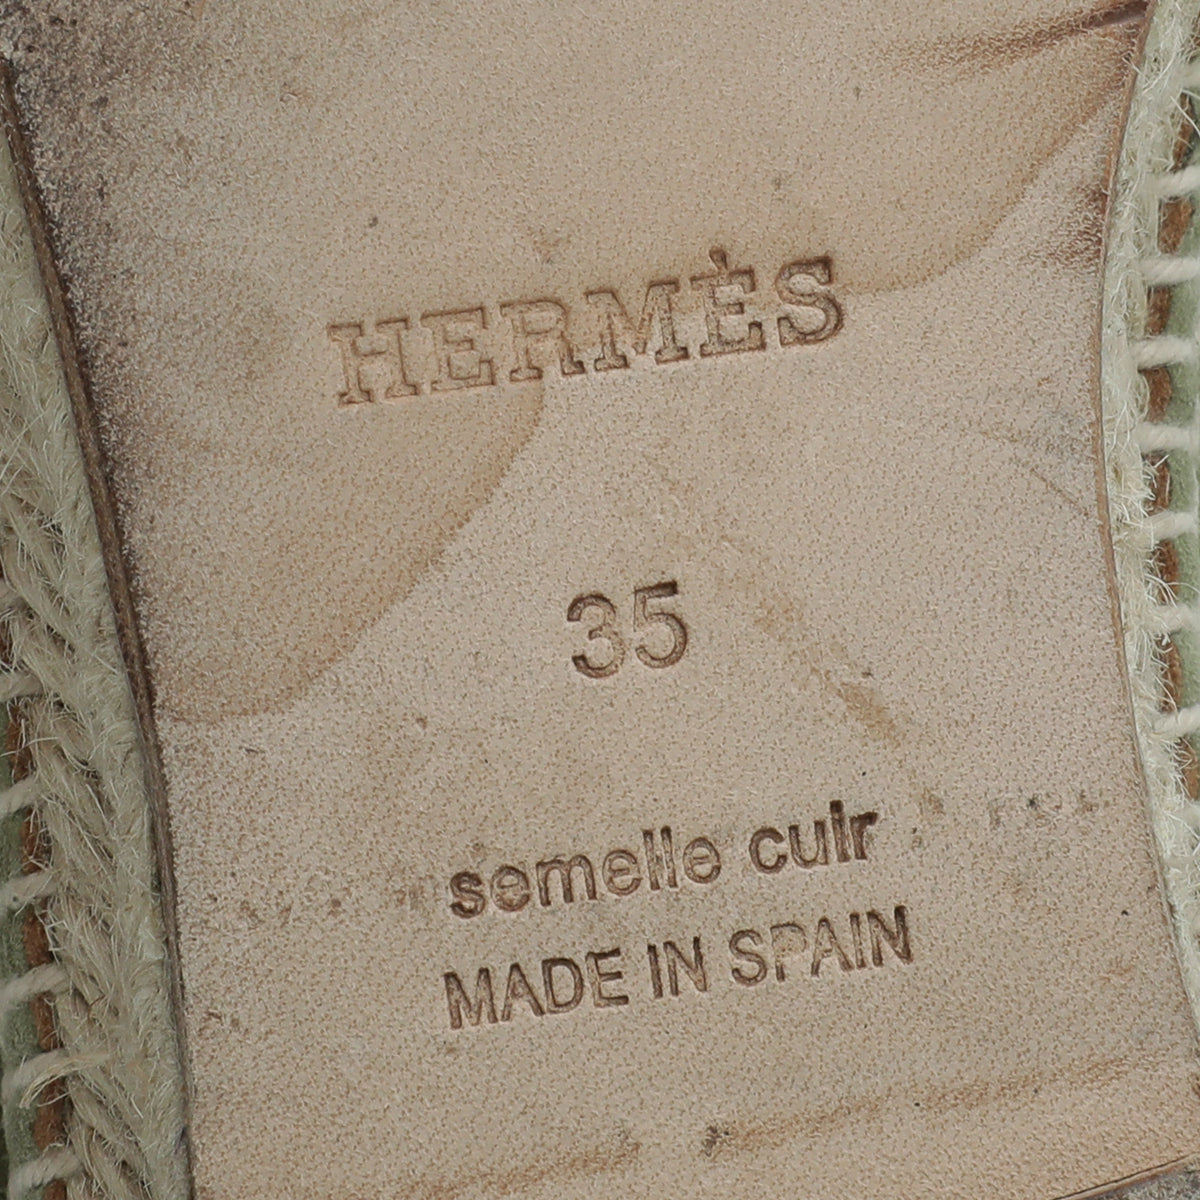 HERMÈS
35
semelle cuir
MADE IN SPAIN